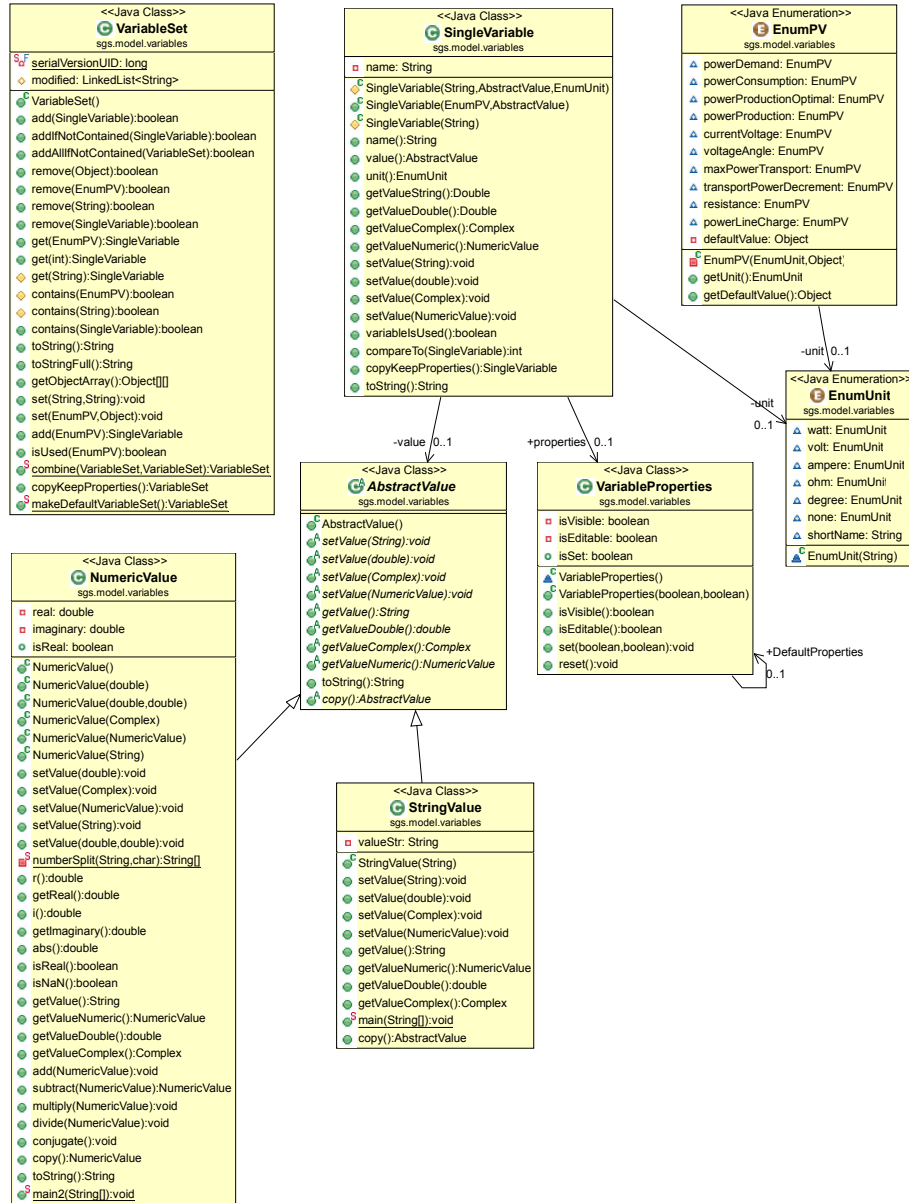 <<Java Class>>
VariableSet
sgs.model.variables
serialVersionUID: long
modified: LinkedList<String>
VariableSet()
add(SingleVariable):boolean
addIfNotContained(SingleVariable):boolean
addAllIfNotContained(VariableSet):boolean
remove(Object):boolean
remove(EnumPV):boolean
remove(String):boolean
remove(SingleVariable):boolean
get(EnumPV):SingleVariable
get(int):SingleVariable
get(String):SingleVariable
contains(EnumPV):boolean
contains(String):boolean
contains(SingleVariable):boolean
toString():String
toStringFull():String
getObjectArray():Object[][]
set(String,String):void
set(EnumPV,Object):void
add(EnumPV):SingleVariable
isUsed(EnumPV):boolean
combine(VariableSet,VariableSet):VariableSet
copyKeepProperties():VariableSet
makeDefaultVariableSet():VariableSet
<<Java Class>>
SingleVariable
sgs.model.variables
name: String
SingleVariable(String,AbstractValue,EnumUnit)
SingleVariable(EnumPV,AbstractValue)
SingleVariable(String)
name():String
value():AbstractValue
unit():EnumUnit
getValueString():Double
getValueDouble():Double
getValueComplex():Complex
getValueNumeric():NumericValue
setValue(String):void
setValue(double):void
setValue(Complex):void
setValue(NumericValue):void
variableIsUsed():boolean
compareTo(SingleVariable):int
copyKeepProperties():SingleVariable
toString():String
<<Java Enumeration>>
EnumPV
sgs.model.variables
powerDemand: EnumPV
powerConsumption: EnumPV
powerProductionOptimal: EnumPV
powerProduction: EnumPV
currentVoltage: EnumPV
voltageAngle: EnumPV
maxPowerTransport: EnumPV
transportPowerDecrement: EnumPV
resistance: EnumPV
powerLineCharge: EnumPV
defaultValue: Object
EnumPV(EnumUnit,Object)
getUnit():EnumUnit
getDefaultValue():Object
-unit 0..1
-unit
0..1
-value 0..1
+properties 0..1
<<Java Enumeration>>
EnumUnit
sgs.model.variables
watt: EnumUnit
volt: EnumUnit
ampere: EnumUnit
ohm: EnumUnit
degree: EnumUnit
none: EnumUnit
shortName: String
EnumUnit(String)
<<Java Class>>
AbstractValue
sgs.model.variables
AbstractValue()
setValue(String):void
setValue(double):void
setValue(Complex):void
setValue(NumericValue):void
getValue():String
getValueDouble():double
getValueComplex():Complex
getValueNumeric():NumericValue
toString():String
copy():AbstractValue
<<Java Class>>
VariableProperties
sgs.model.variables
isVisible: boolean
isEditable: boolean
isSet: boolean
VariableProperties()
VariableProperties(boolean,boolean)
isVisible():boolean
isEditable():boolean
set(boolean,boolean):void
reset():void
+DefaultProperties
0..1
<<Java Class>>
NumericValue
sgs.model.variables
real: double
imaginary: double
isReal: boolean
NumericValue()
NumericValue(double)
NumericValue(double,double)
NumericValue(Complex)
NumericValue(NumericValue)
NumericValue(String)
setValue(double):void
setValue(Complex):void
setValue(NumericValue):void
setValue(String):void
setValue(double,double):void
numberSplit(String,char):String[]
r():double
getReal():double
i():double
getImaginary():double
abs():double
isReal():boolean
isNaN():boolean
getValue():String
getValueNumeric():NumericValue
getValueDouble():double
getValueComplex():Complex
add(NumericValue):void
subtract(NumericValue):NumericValue
multiply(NumericValue):void
divide(NumericValue):void
conjugate():void
copy():NumericValue
toString():String
main2(String[]):void
<<Java Class>>
StringValue
sgs.model.variables
valueStr: String
StringValue(String)
setValue(String):void
setValue(double):void
setValue(Complex):void
setValue(NumericValue):void
getValue():String
getValueNumeric():NumericValue
getValueDouble():double
getValueComplex():Complex
main(String[]):void
copy():AbstractValue